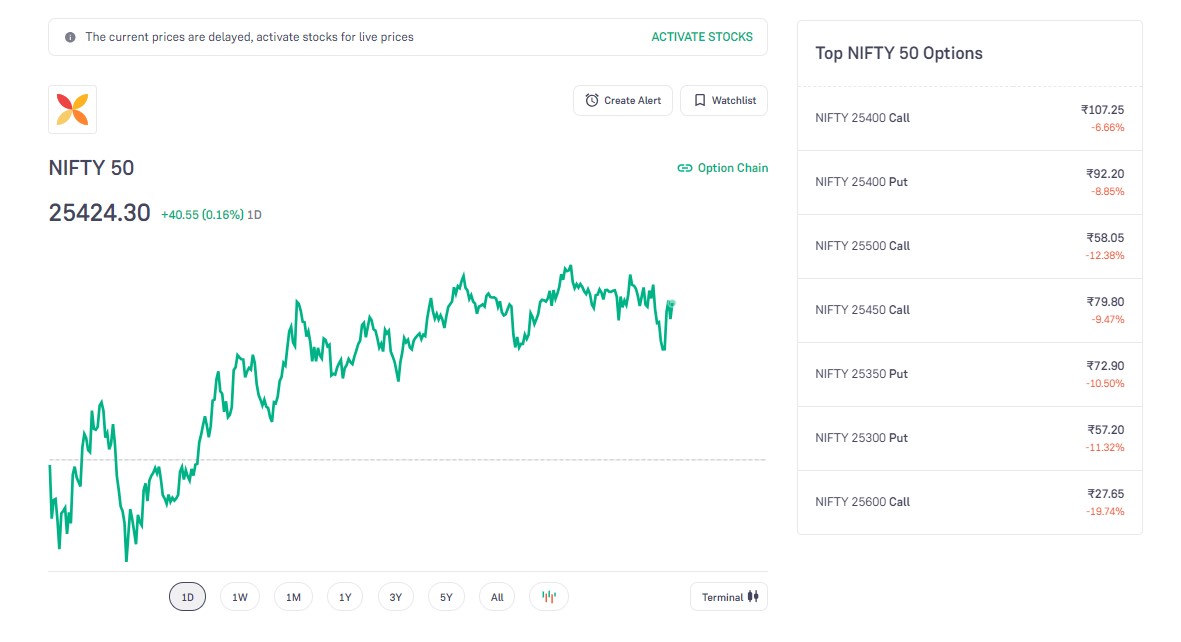 The current prices are delayed, activate stocks for live prices
ACTIVATE STOCKS
Create Alert
Watchlist
NIFTY 50
Option Chain
25424.30 +40.55 (0.16%) 1D
1D 1W 1M 1Y 3Y 5Y All
Terminal
Top NIFTY 50 Options
NIFTY 25400 Call ₹107.25
-6.66%
NIFTY 25400 Put ₹92.20
-8.85%
NIFTY 25500 Call ₹58.05
-12.38%
NIFTY 25450 Call ₹79.80
-9.47%
NIFTY 25350 Put ₹72.90
-10.50%
NIFTY 25300 Put ₹57.20
-11.32%
NIFTY 25600 Call ₹27.65
-19.74%